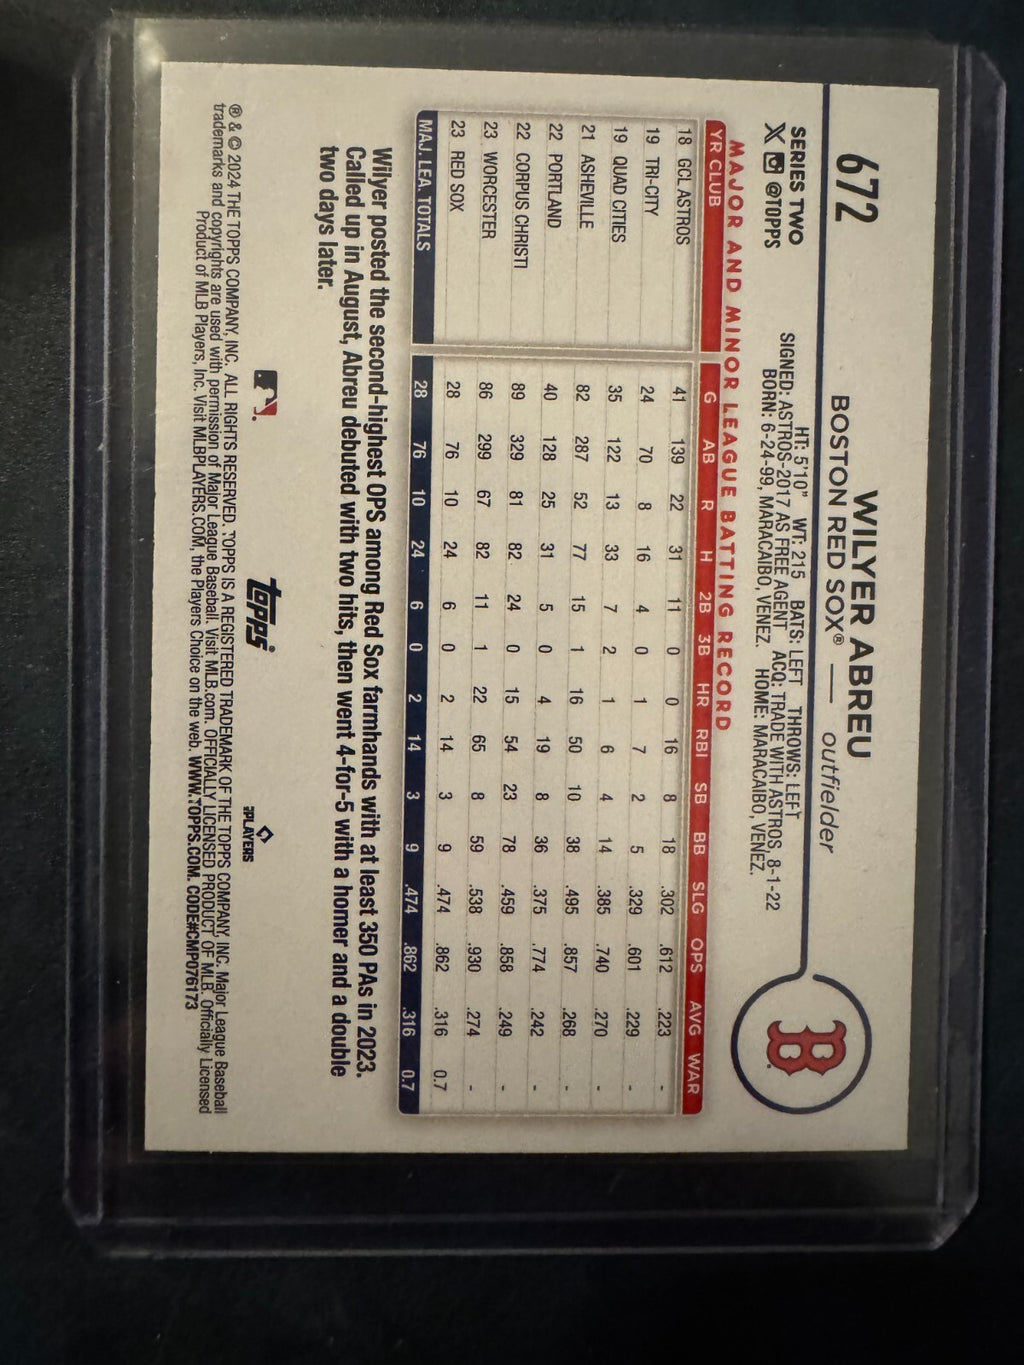 672
WILYER ABREU
BOSTON RED SOX® — outfielder
SERIES TWO
@TOPPS
HT: 5'10" WT: 215 BATS: LEFT THROWS: LEFT
SIGNED: ASTROS-2017 AS FREE AGENT ACQ: TRADE WITH ASTROS, 8-1-22
BORN: 6-24-99, MARACAIBO, VENEZ. HOME: MARACAIBO, VENEZ.
B
MAJOR AND MINOR LEAGUE BATTING RECORD
YR CLUB G AB R H 2B 3B HR RBI SB BB SLG OPS AVG WAR
18 GCL ASTROS 41 139 22 31 11 0 0 16 8 18 .302 .612 .223 -
19 TRI-CITY 24 70 8 16 4 0 1 7 2 5 .329 .601 .229 -
19 QUAD CITIES 35 122 13 33 7 2 1 6 4 14 .385 .740 .270 -
21 ASHEVILLE 82 287 52 77 15 1 16 50 10 38 .495 .857 .268 -
22 PORTLAND 40 128 25 31 5 0 4 19 8 36 .375 .774 .242 -
22 CORPUS CHRISTI 89 329 81 82 24 0 15 54 23 78 .459 .858 .249 -
23 WORCESTER 86 299 67 82 11 1 22 65 8 59 .538 .930 .274 -
23 RED SOX 28 76 10 24 6 0 2 14 3 9 .474 .862 .316 0.7
MAJ. LEA. TOTALS 28 76 10 24 6 0 2 14 3 9 .474 .862 .316 0.7
Wilyer posted the second-highest OPS among Red Sox farmhands with at least 350 PAs in 2023.
Called up in August, Abreu debuted with two hits, then went 4-for-5 with a homer and a double
two days later.
topps®
PLAYERS
® & © 2024 THE TOPPS COMPANY, INC. ALL RIGHTS RESERVED. TOPPS IS A REGISTERED TRADEMARK OF THE TOPPS COMPANY, INC. Major League Baseball
trademarks and copyrights are used with permission of Major League Baseball. Visit MLB.com. OFFICIALLY LICENSED PRODUCT OF MLB. Officially Licensed
Product of MLB Players, Inc. Visit MLBPLAYERS.COM, the Players Choice on the web. WWW.TOPPS.COM. CODE#CMP076173